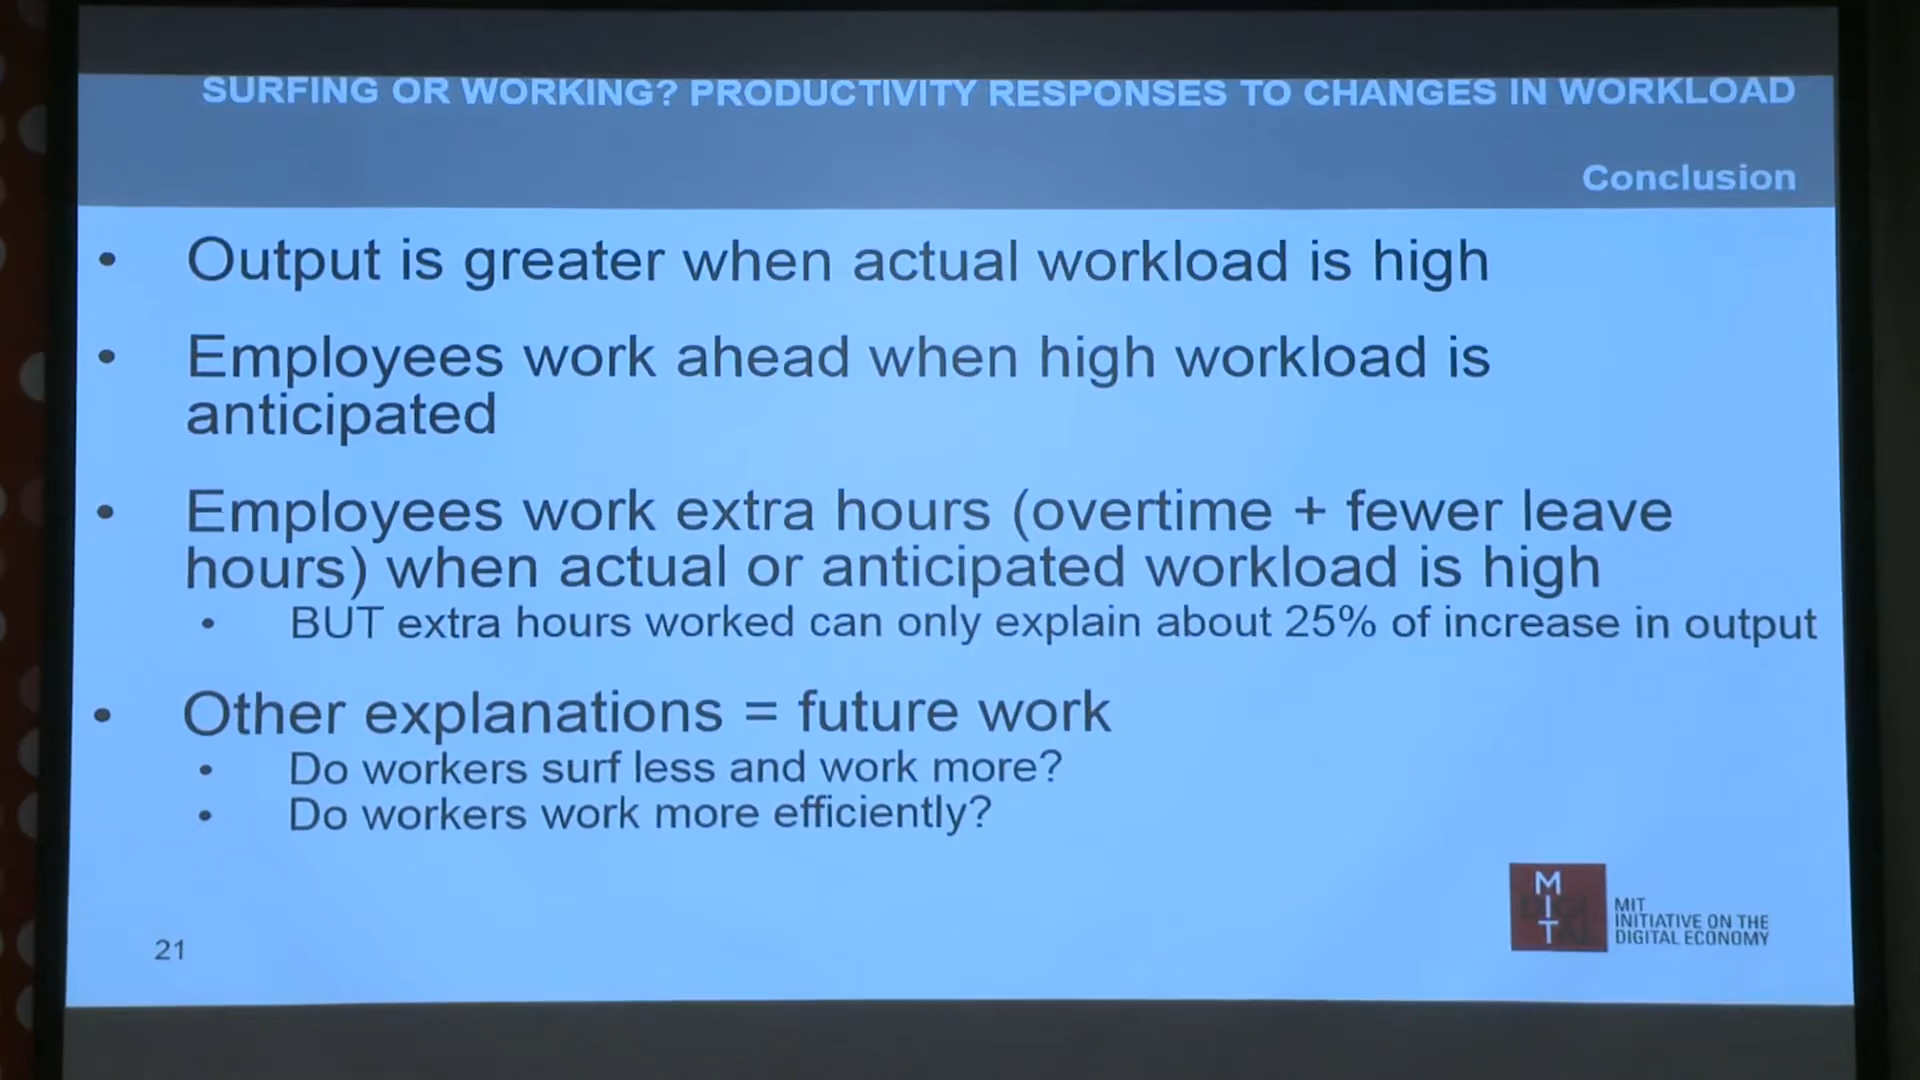 SURFING OR WORKING? PRODUCTIVITY RESPONSES TO CHANGES IN WORKLOAD
Conclusion
• Output is greater when actual workload is high
• Employees work ahead when high workload is
anticipated
• Employees work extra hours (overtime + fewer leave
hours) when actual or anticipated workload is high
• BUT extra hours worked can only explain about 25% of increase in output
• Other explanations = future work
• Do workers surf less and work more?
• Do workers work more efficiently?
M
I
T
MIT
INITIATIVE ON THE
DIGITAL ECONOMY
21